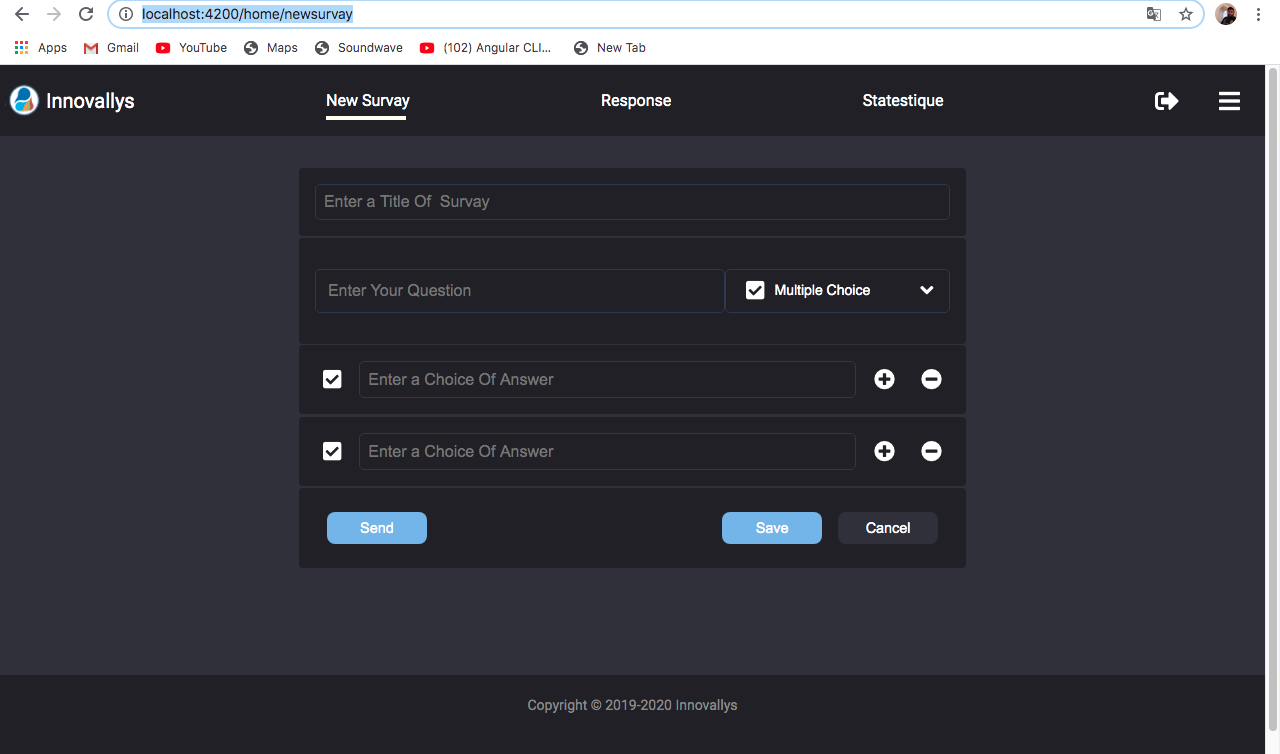 localhost:4200/home/newsurvay
Apps Gmail YouTube Maps Soundwave (102) Angular CLI... New Tab
Innovallys New Survay Response Statestique
Enter a Title Of  Survay
Enter Your Question Multiple Choice
Enter a Choice Of Answer
Enter a Choice Of Answer
Send Save Cancel
Copyright © 2019-2020 Innovallys